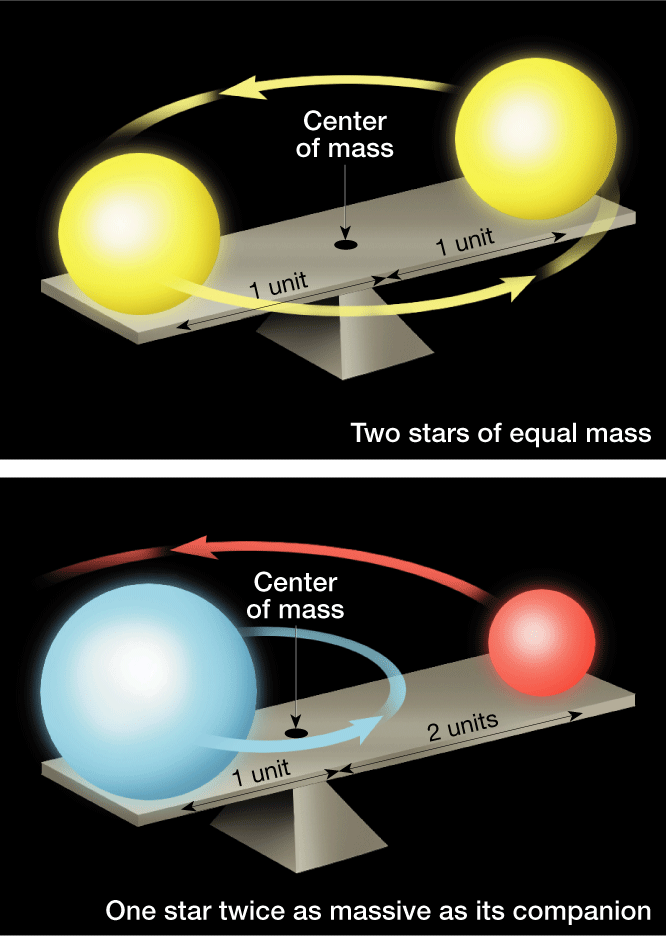 Center
of mass
1 unit
1 unit
Two stars of equal mass
Center
of mass
1 unit
2 units
One star twice as massive as its companion